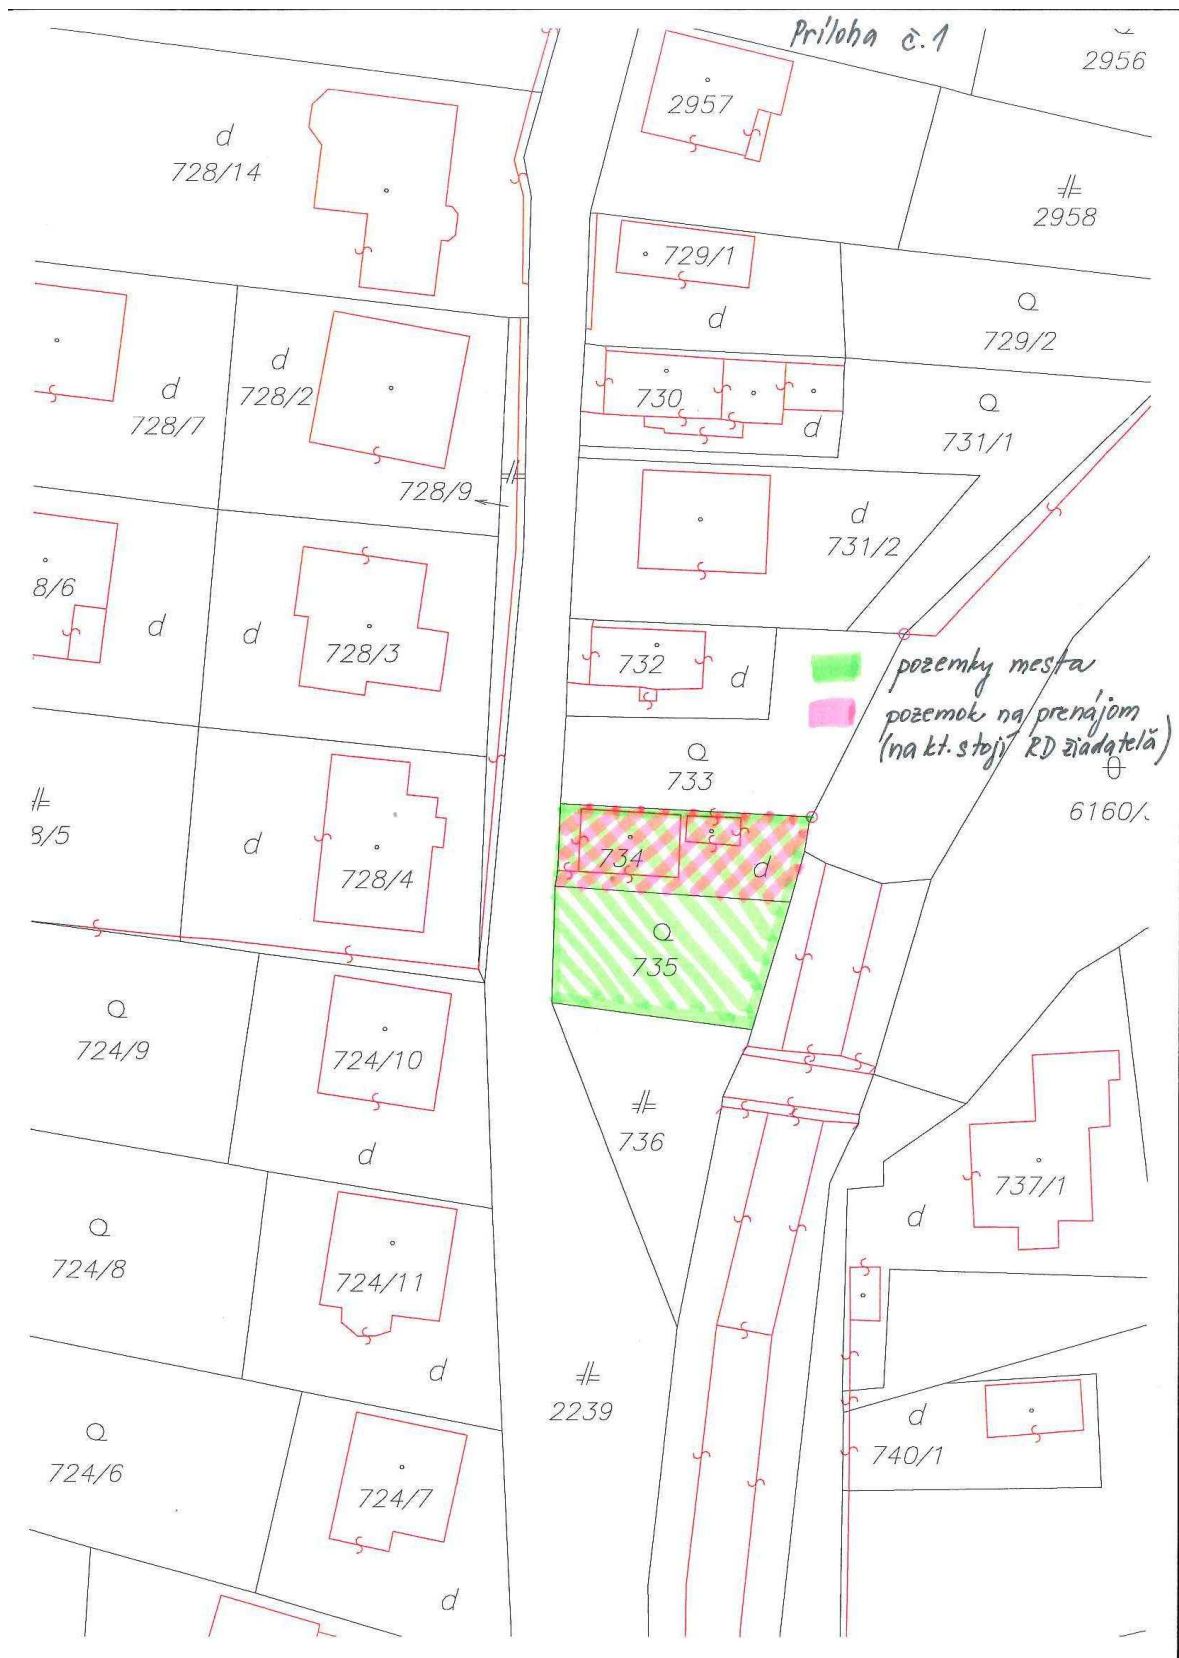 Príloha č.1
2956
2957
d
728/14
2958
729/1
d
729/2
d
728/2
d
728/7
730
d
731/1
728/9
d
731/2
8/6
d
d
728/3
732
d
pozemky mesta
pozemok na prenájom
(na kt. stojí RD žiadateľa)
733
6160/
8/5
d
728/4
734
d
735
724/9
724/10
d
736
737/1
d
724/8
724/11
d
2239
d
740/1
724/6
724/7
d